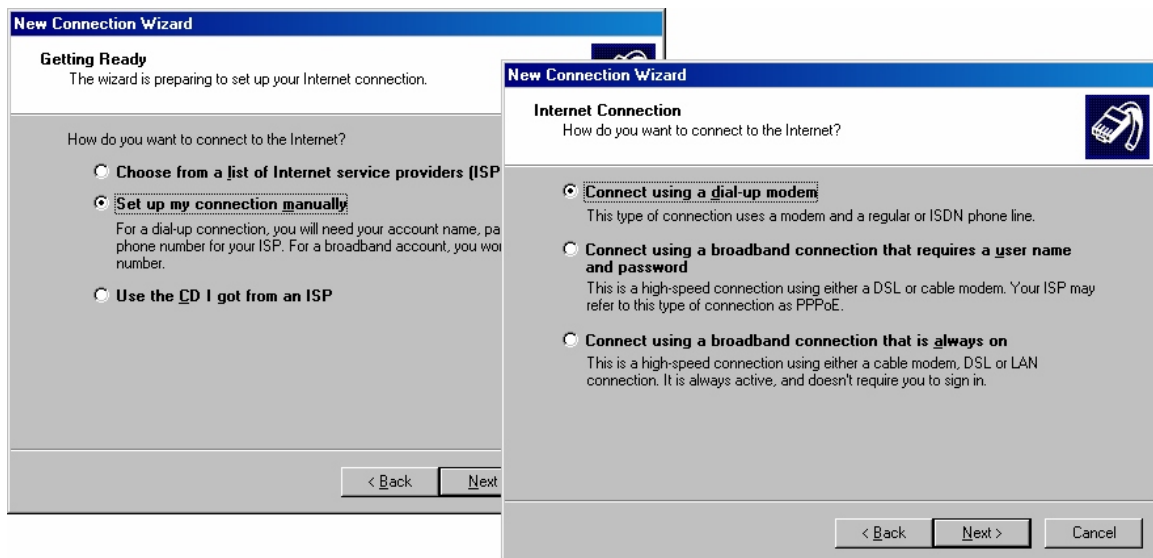 New Connection Wizard
Getting Ready
The wizard is preparing to set up your Internet connection.
How do you want to connect to the Internet?
Choose from a list of Internet service providers (ISP
Set up my connection manually
For a dial-up connection, you will need your account name, pa
phone number for your ISP. For a broadband account, you wo
number.
Use the CD I got from an ISP
< Back
Next
New Connection Wizard
Internet Connection
How do you want to connect to the Internet?
Connect using a dial-up modem
This type of connection uses a modem and a regular or ISDN phone line.
Connect using a broadband connection that requires a user name
and password
This is a high-speed connection using either a DSL or cable modem. Your ISP may
refer to this type of connection as PPPoE.
Connect using a broadband connection that is always on
This is a high-speed connection using either a cable modem, DSL or LAN
connection. It is always active, and doesn't require you to sign in.
< Back
Next >
Cancel